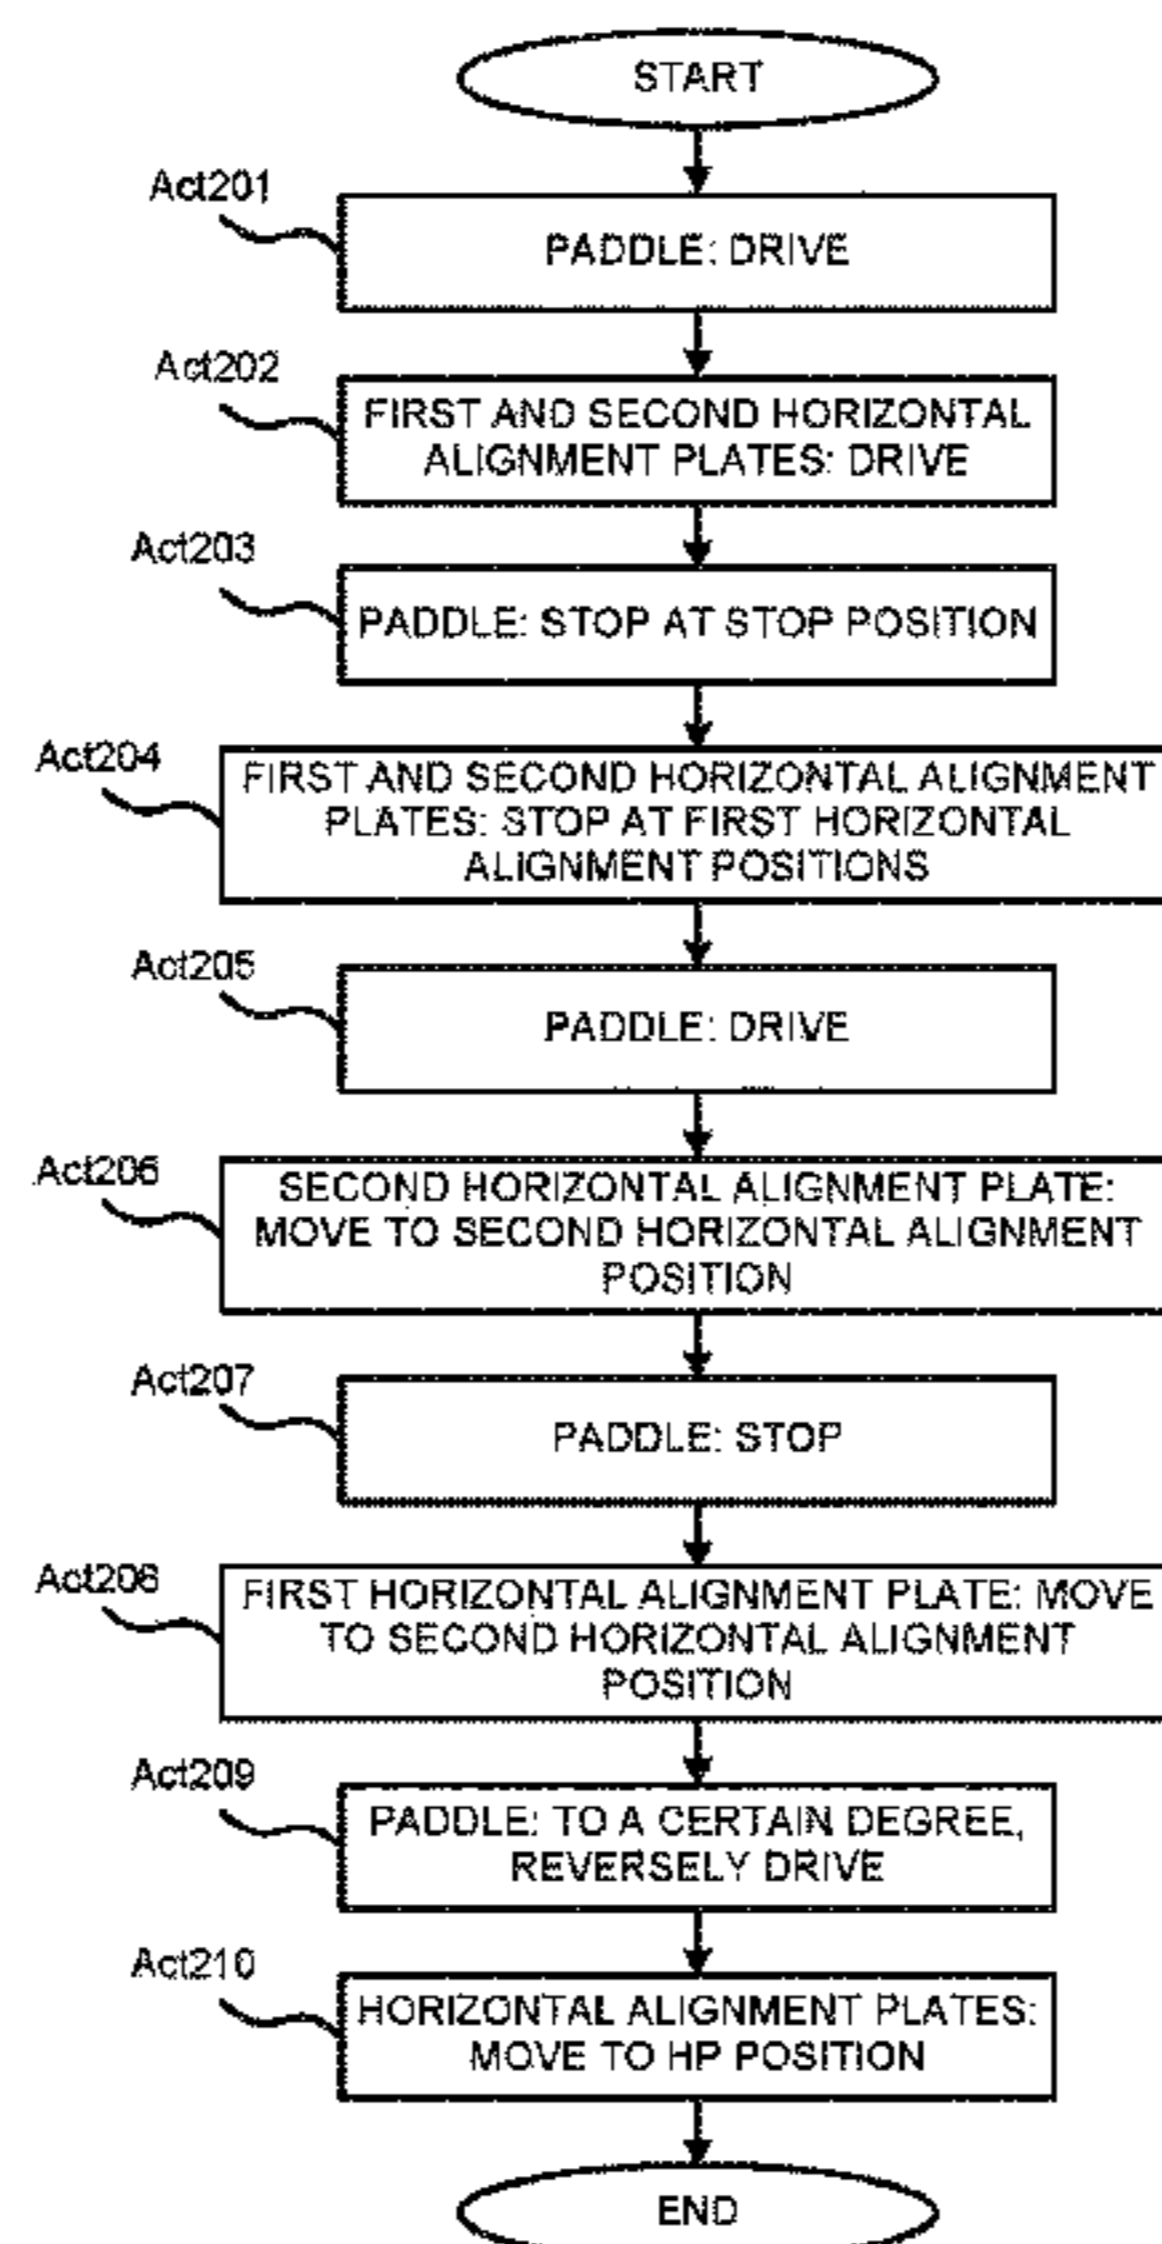 START
Act201
PADDLE: DRIVE
Act202
FIRST AND SECOND HORIZONTAL
ALIGNMENT PLATES: DRIVE
Act203
PADDLE: STOP AT STOP POSITION
Act204
FIRST AND SECOND HORIZONTAL ALIGNMENT
PLATES: STOP AT FIRST HORIZONTAL
ALIGNMENT POSITIONS
Act205
PADDLE: DRIVE
Act206
SECOND HORIZONTAL ALIGNMENT PLATE:
MOVE TO SECOND HORIZONTAL ALIGNMENT
POSITION
Act207
PADDLE: STOP
Act208
FIRST HORIZONTAL ALIGNMENT PLATE: MOVE
TO SECOND HORIZONTAL ALIGNMENT
POSITION
Act209
PADDLE: TO A CERTAIN DEGREE,
REVERSELY DRIVE
Act210
HORIZONTAL ALIGNMENT PLATES:
MOVE TO HP POSITION
END